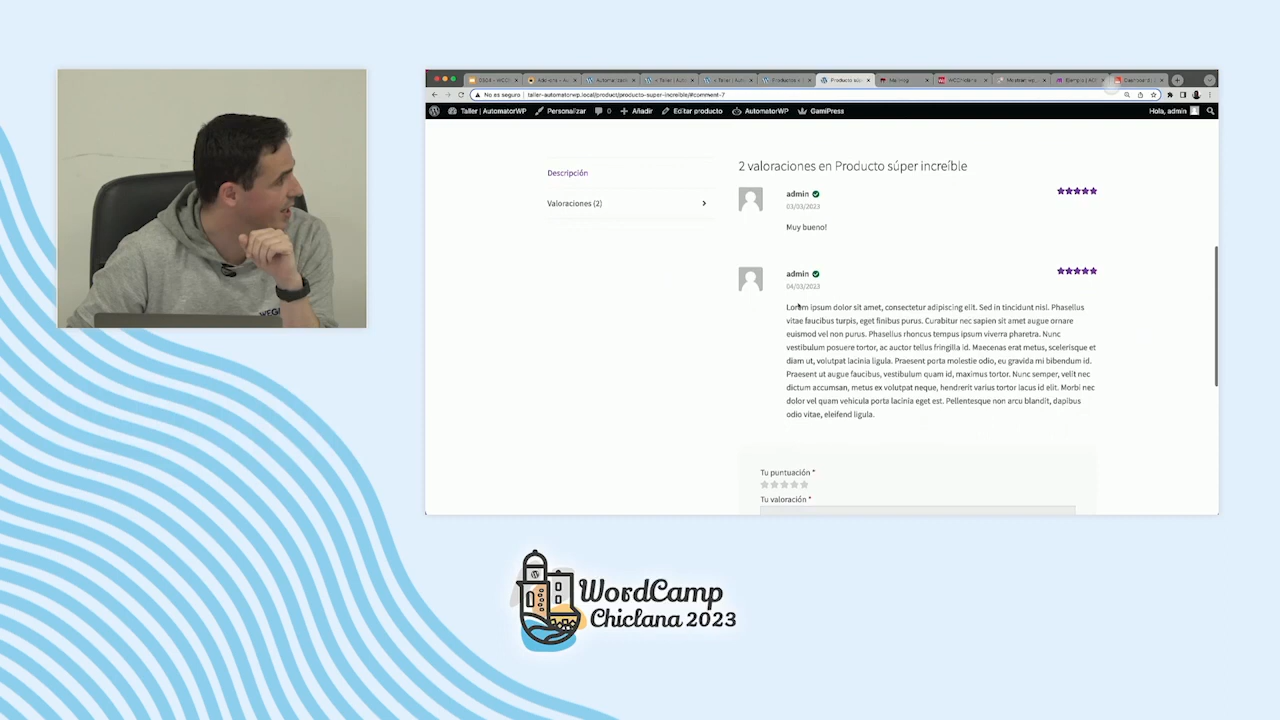 No es seguro
taller-automatorwp.local/product/producto-super-increible/#comment-7
Taller | AutomatorWP
Personalizar
0
Añadir
Editar producto
AutomatorWP
GamiPress
Hola, admin
Descripción
Valoraciones (2)
2 valoraciones en Producto súper increíble
admin
03/03/2023
Muy bueno!
admin
04/03/2023
Lorem ipsum dolor sit amet, consectetur adipiscing elit. Sed in tincidunt nisl. Phasellus
vitae faucibus turpis, eget finibus purus. Curabitur nec sapien sit amet augue ornare
euismod vel non purus. Phasellus rhoncus tempus ipsum viverra pharetra. Nunc
vestibulum posuere tortor, ac auctor tellus fringilla id. Maecenas erat metus, scelerisque et
diam ut, volutpat lacinia ligula. Praesent porta molestie odio, eu gravida mi bibendum id.
Praesent ut augue faucibus, vestibulum quam id, maximus tortor. Nunc semper, velit nec
dictum accumsan, metus ex volutpat neque, hendrerit varius tortor lacus id elit. Morbi nec
dolor vel quam vehicula porta lacinia eget est. Pellentesque non arcu blandit, dapibus
odio vitae, eleifend ligula.
Tu puntuación *
Tu valoración *
WordCamp
Chiclana 2023